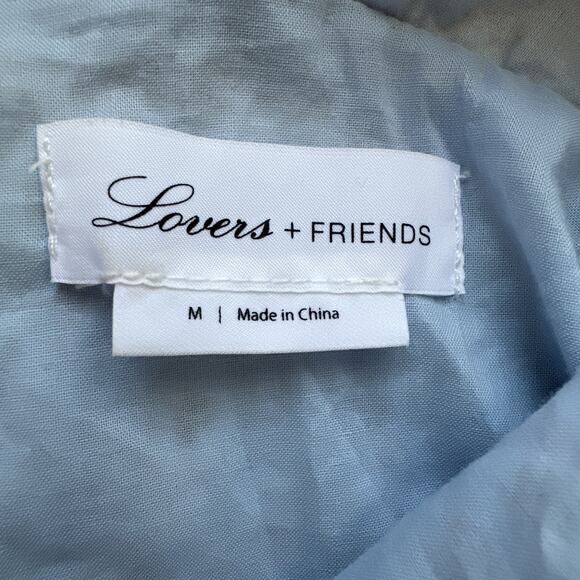 Lovers + FRIENDS
M | Made in China